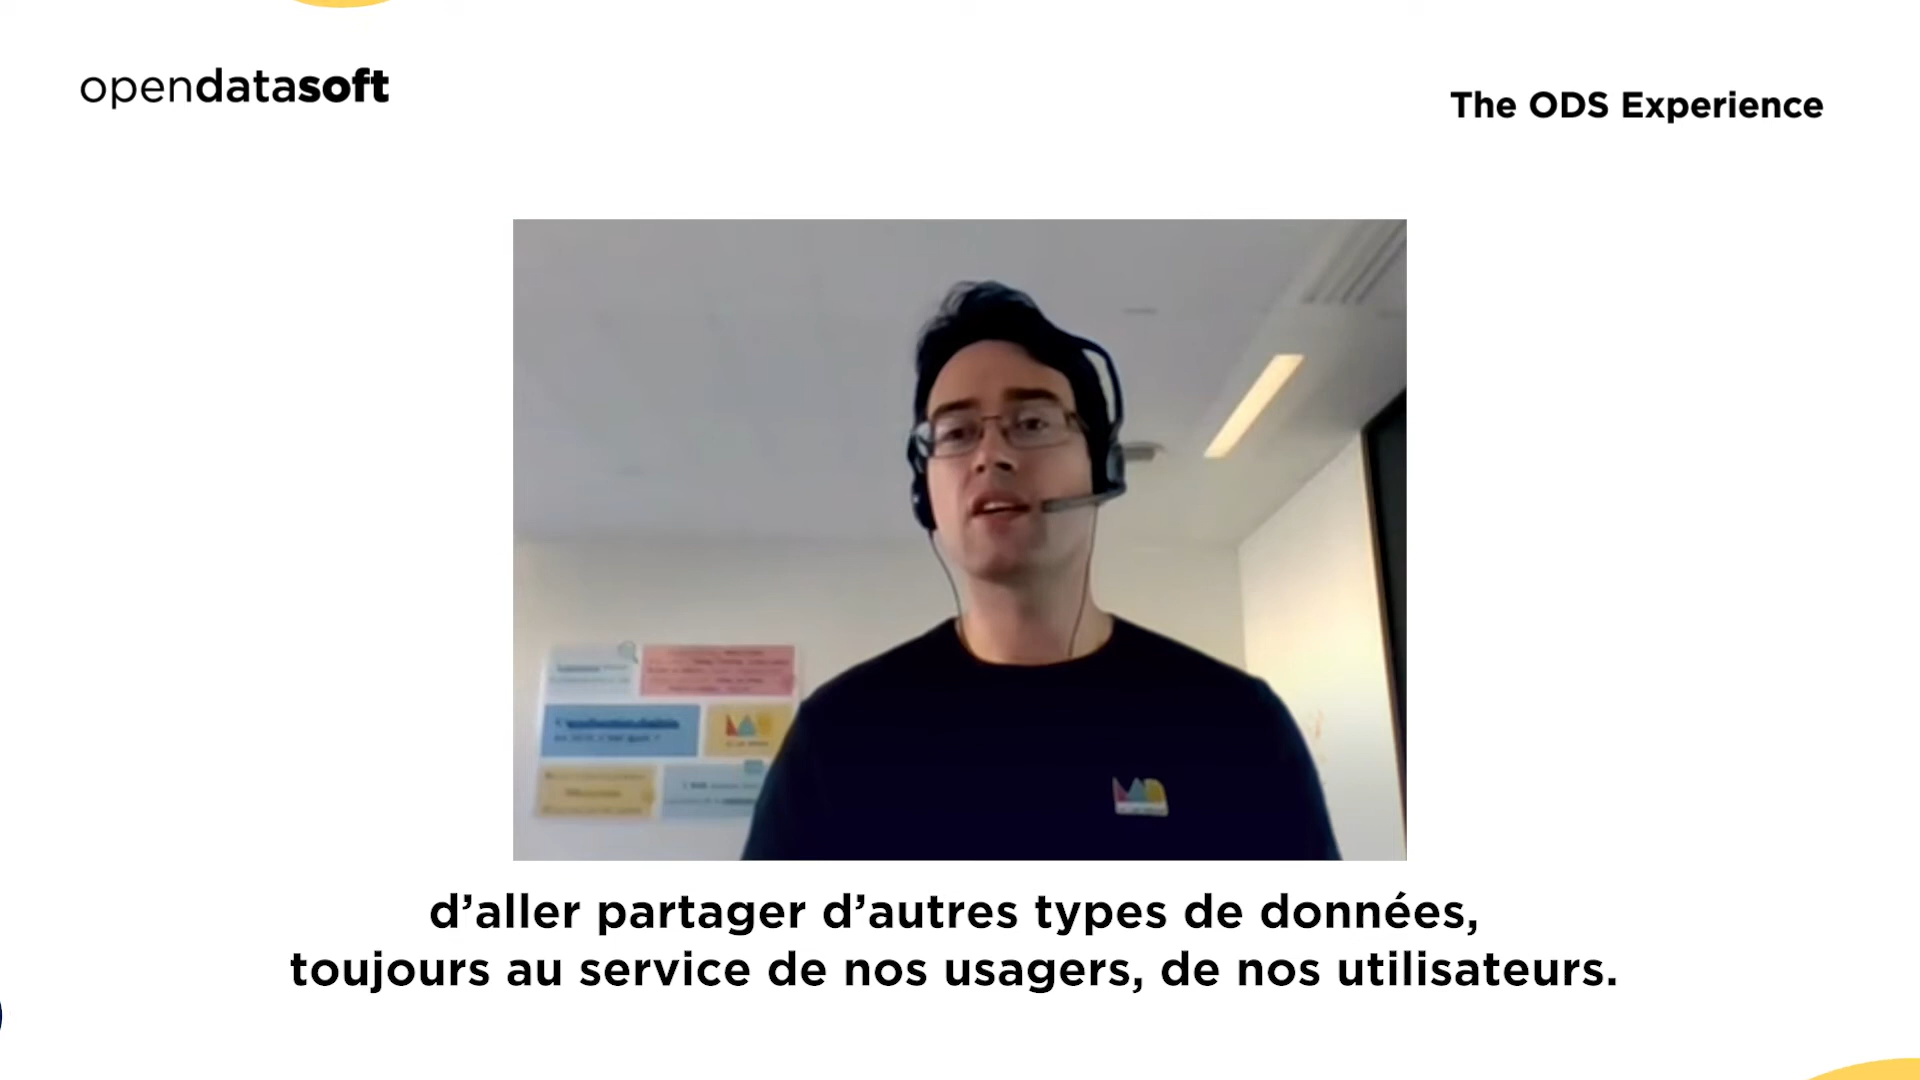 opendatasoft
The ODS Experience
d’aller partager d’autres types de données,
toujours au service de nos usagers, de nos utilisateurs.